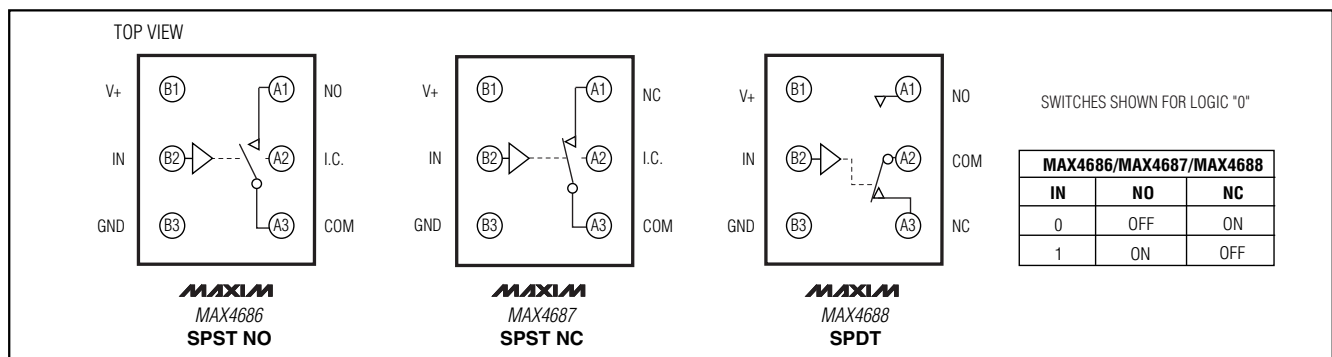 TOP VIEW
V+ B1 A1 NO
IN B2 A2 I.C.
GND B3 A3 COM
MAXIM
MAX4686
SPST NO
V+ B1 A1 NC
IN B2 A2 I.C.
GND B3 A3 COM
MAXIM
MAX4687
SPST NC
V+ B1 A1 NO
IN B2 A2 COM
GND B3 A3 NC
MAXIM
MAX4688
SPDT
SWITCHES SHOWN FOR LOGIC "0"
MAX4686/MAX4687/MAX4688
IN NO NC
0 OFF ON
1 ON OFF